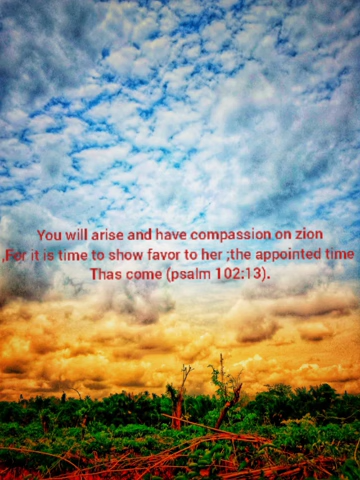 You will arise and have compassion on zion
,For it is time to show favor to her ;the appointed time
Thas come (psalm 102:13).